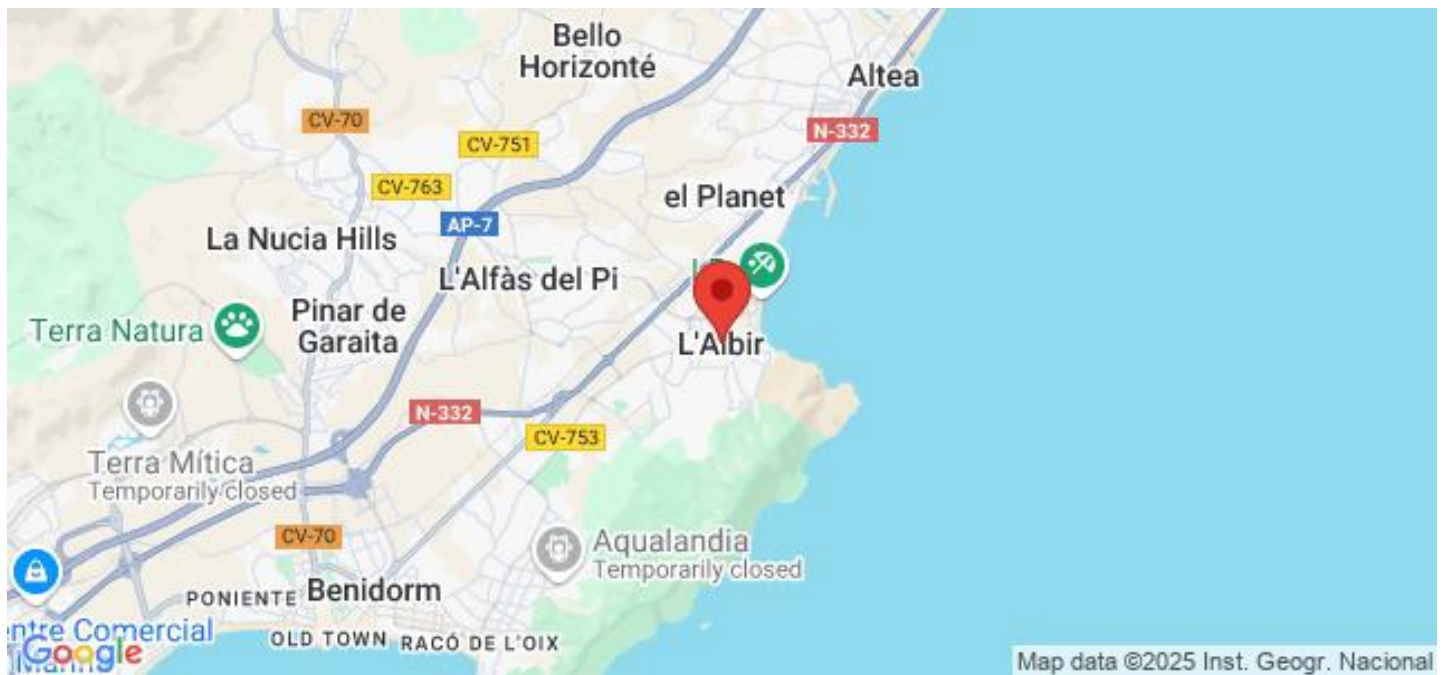 Bello
Horizonté
Altea
CV-70
N-332
CV-751
CV-763
el Planet
AP-7
La Nucia Hills
L'Alfàs del Pi
Pinar de
Garaita
Terra Natura
L'Albir
N-332
CV-753
Terra Mítica
Temporarily closed
CV-70
Aqualandia
Temporarily closed
PONIENTE
Benidorm
OLD TOWN
RACÓ DE L'OIX
ntre Comercial
Google
Map data ©2025 Inst. Geogr. Nacional